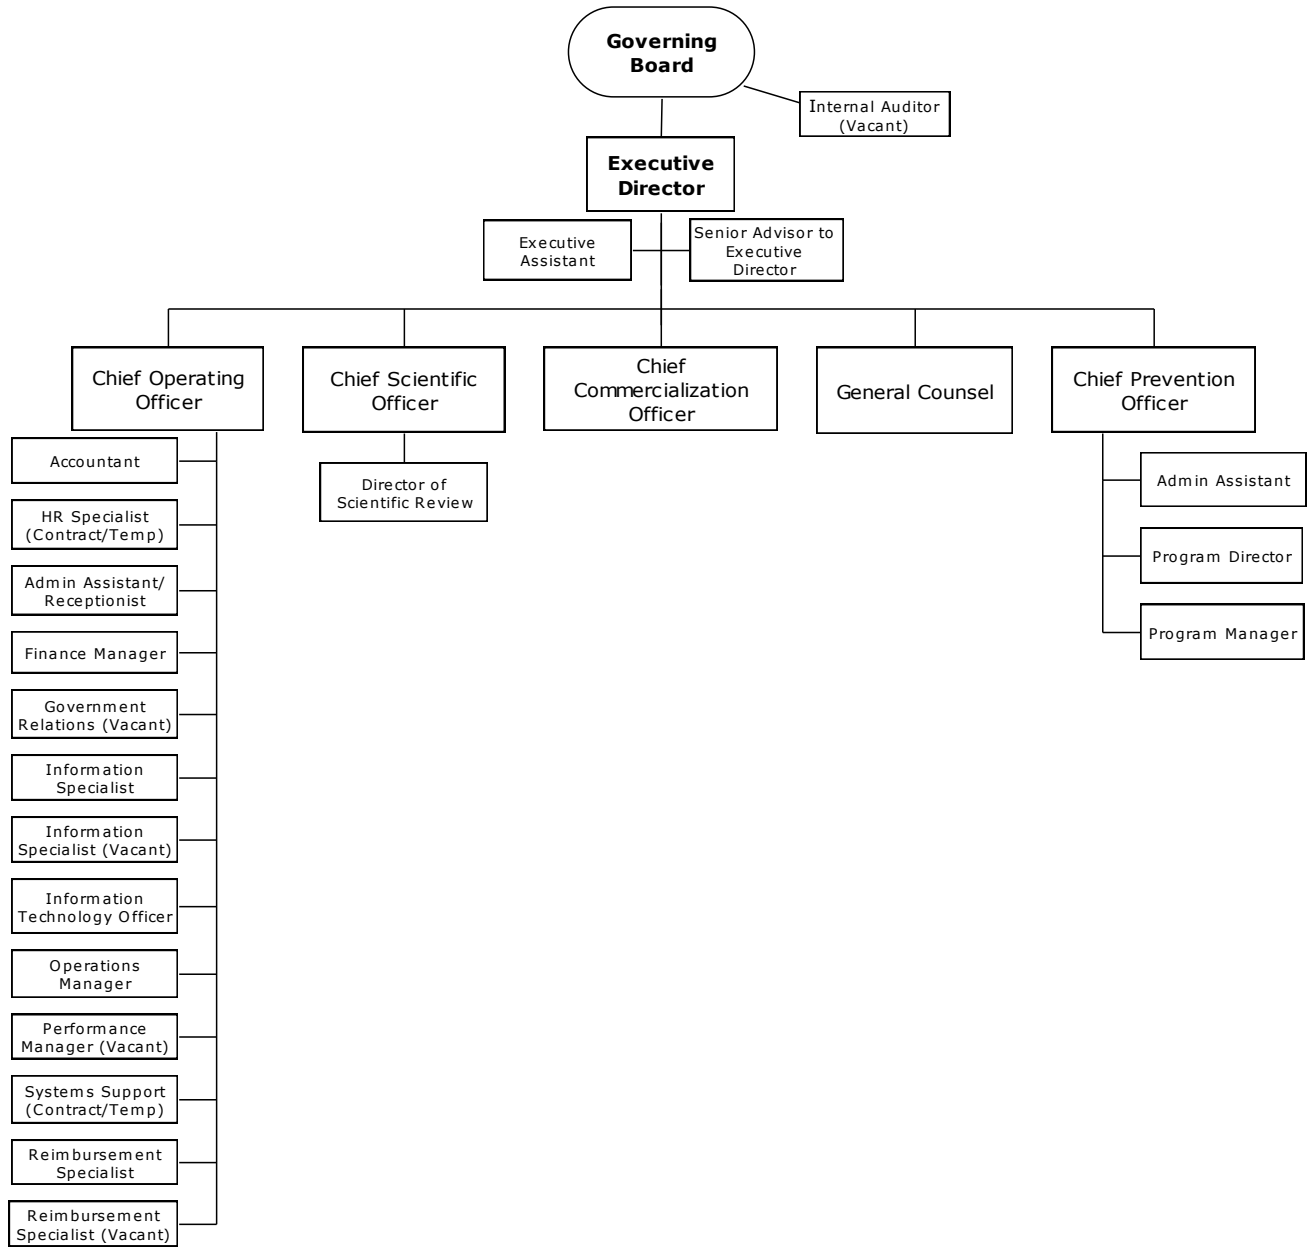 Governing
Board
Internal Auditor
(Vacant)
Executive
Director
Executive
Assistant
Senior Advisor to
Executive
Director
Chief Operating
Officer
Chief Scientific
Officer
Chief
Commercialization
Officer
General Counsel
Chief Prevention
Officer
Accountant
HR Specialist
(Contract/Temp)
Admin Assistant/
Receptionist
Finance Manager
Government
Relations (Vacant)
Information
Specialist
Information
Specialist (Vacant)
Information
Technology Officer
Operations
Manager
Performance
Manager (Vacant)
Systems Support
(Contract/Temp)
Reimbursement
Specialist
Reimbursement
Specialist (Vacant)
Director of
Scientific Review
Admin Assistant
Program Director
Program Manager